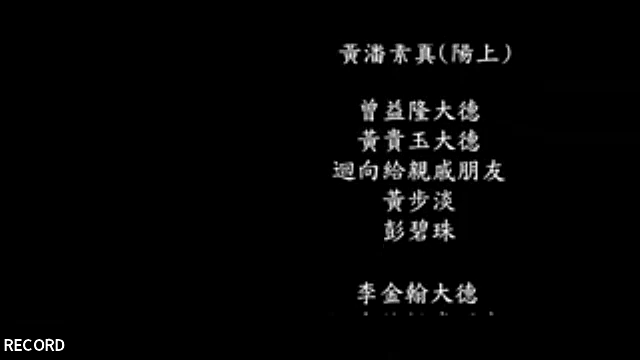 黃潘素真(陽上)
曾益隆大德
黃貴玉大德
迴向給親戚朋友
黃步淡
彭碧珠
李金翰大德
RECORD